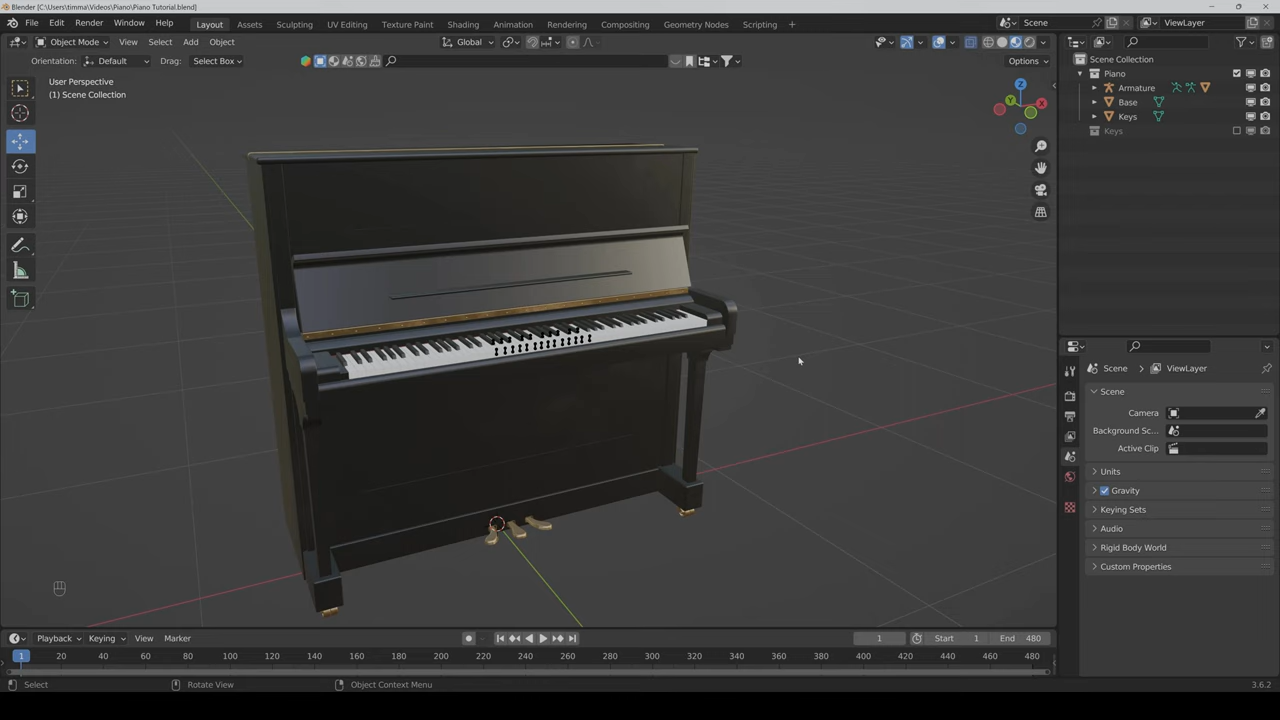 Blender [C:\Users\timma\Videos\Piano\Piano Tutorial.blend]
File Edit Render Window Help Layout Assets Sculpting UV Editing Texture Paint Shading Animation Rendering Compositing Geometry Nodes Scripting + Scene ViewLayer
Object Mode View Select Add Object Global
Orientation: Default Drag: Select Box Options
User Perspective
(1) Scene Collection
Z
Y
X
Scene Collection
Piano
Armature
Base
Keys
Keys
Scene ViewLayer
Scene
Camera
Background Sc...
Active Clip
Units
Gravity
Keying Sets
Audio
Rigid Body World
Custom Properties
Playback Keying View Marker 1 Start 1 End 480
1 20 40 60 80 100 120 140 160 180 200 220 240 260 280 300 320 340 360 380 400 420 440 460 480
Select Rotate View Object Context Menu 3.6.2